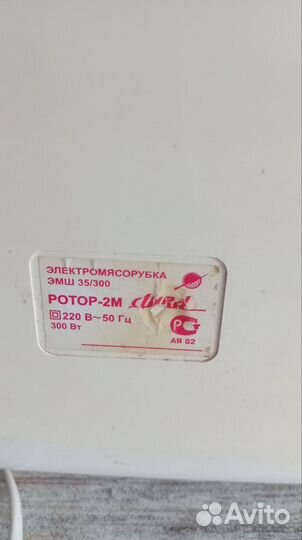 ЭЛЕКТРОМЯСОРУБКА
ЭМШ 35/300
РОТОР-2М
220 В~50 Гц
300 Вт
АЯ 82
Avito